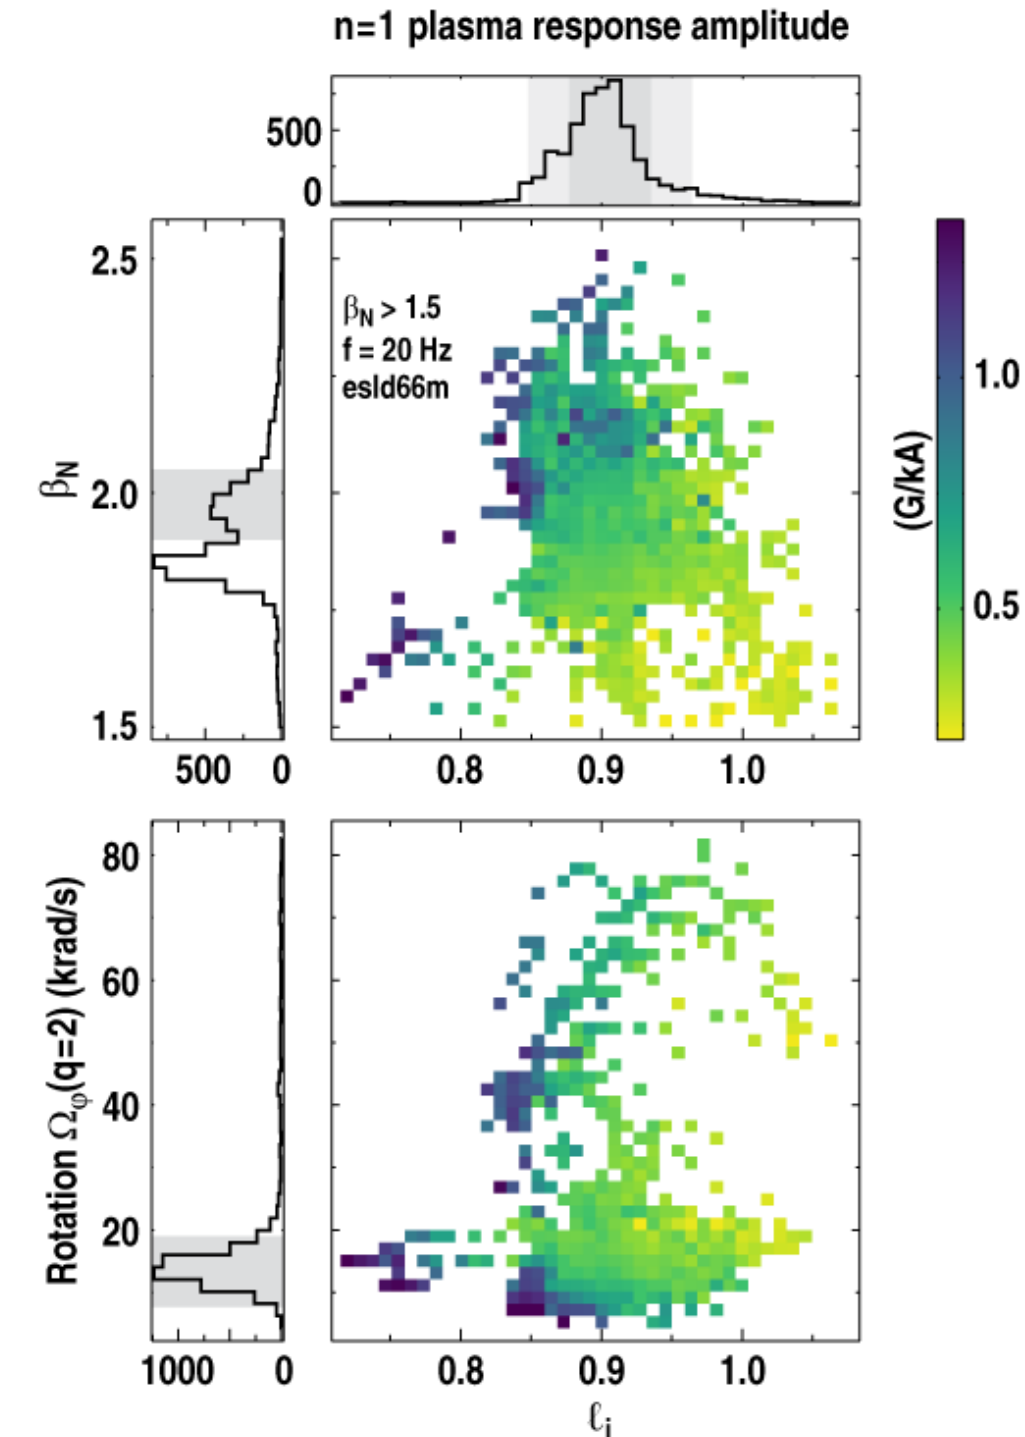 n=1 plasma response amplitude
500
0
2.5
2.0
1.5
βN
500 0
βN > 1.5
f = 20 Hz
esld66m
0.8 0.9 1.0
1.0
0.5
(G/kA)
80
60
40
20
Rotation Ωφ(q=2) (krad/s)
1000 0
0.8 0.9 1.0
ℓi